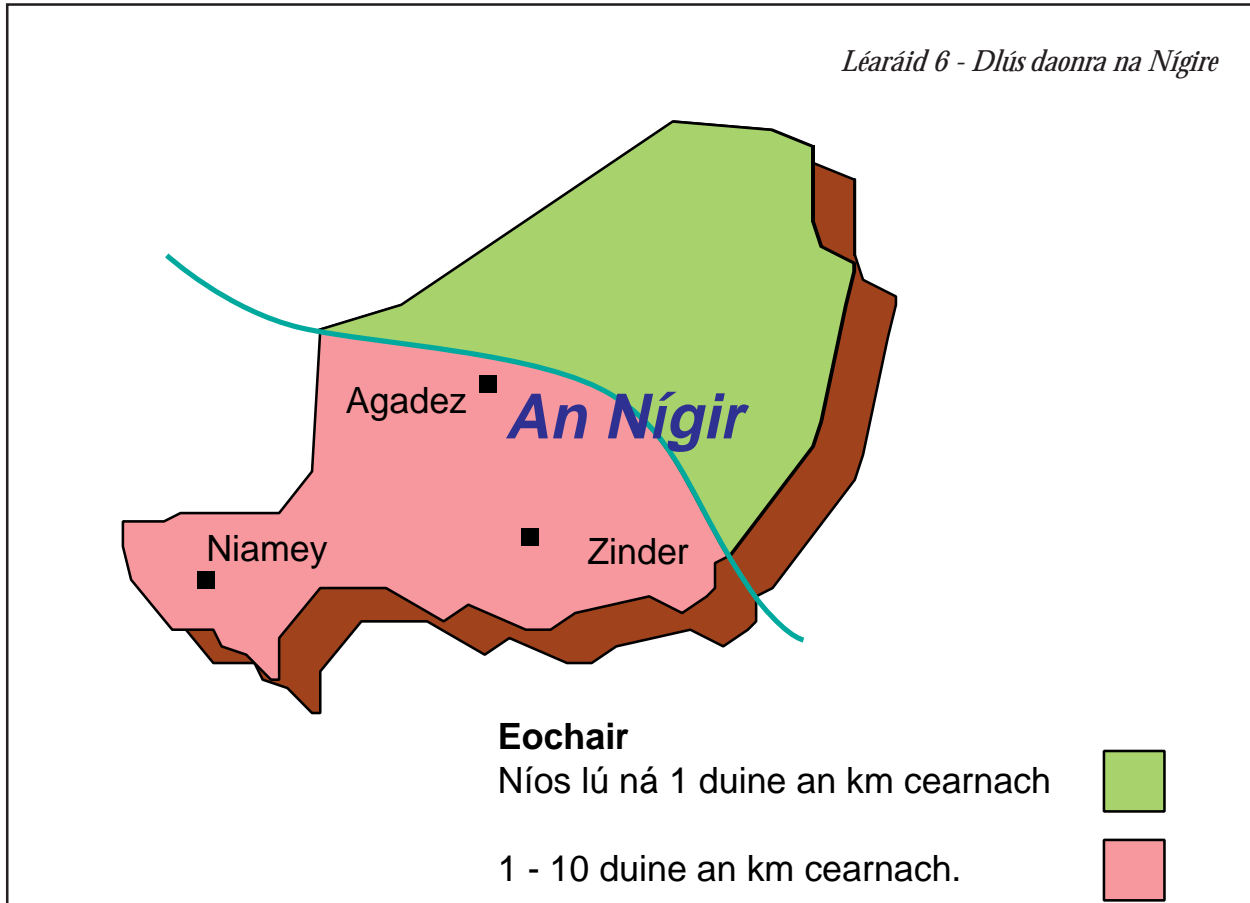 Léaráid 6 - Dlús daonra na Nígire
Agadez
An Nígir
Niamey
Zinder
Eochair
Níos lú ná 1 duine an km cearnach
1 - 10 duine an km cearnach.